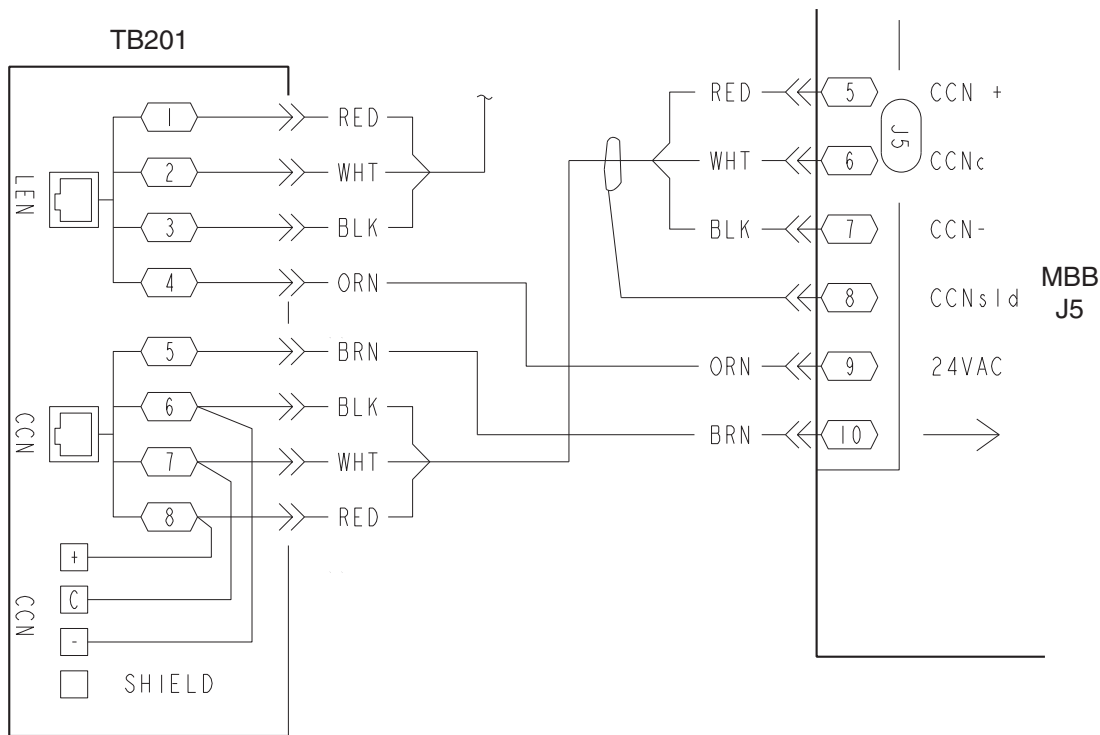 TB201
LEN
1 RED
2 WHT
3 BLK
4 ORN
CCN
5 BRN
6 BLK
7 WHT
8 RED
CCN
+
C
-
SHIELD
RED 5 CCN +
WHT 6 CCNc
BLK 7 CCN-
8 CCNsld
ORN 9 24VAC
BRN 10
J5
MBB
J5